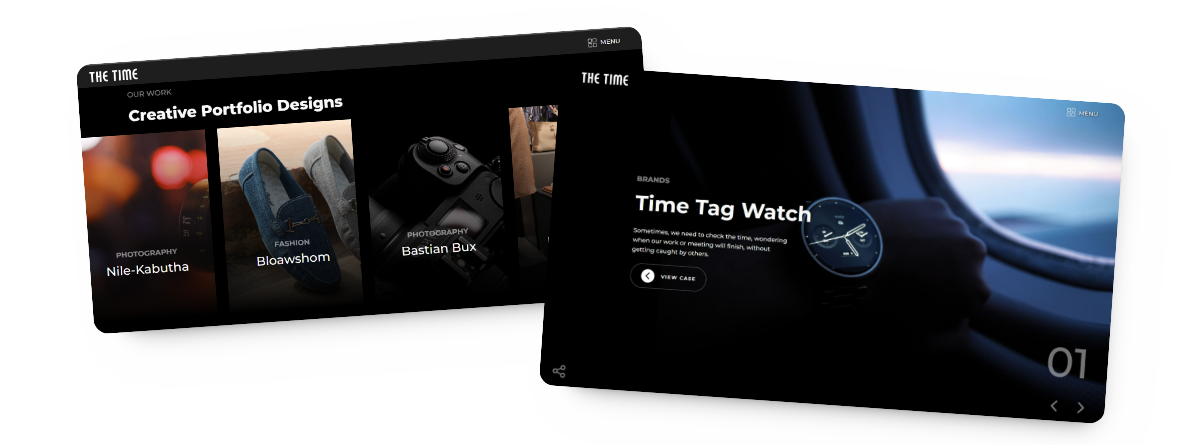 THE TIME
MENU
OUR WORK
Creative Portfolio Designs
PHOTOGRAPHY
Nile-Kabutha
FASHION
Bloawshom
PHOTOGRAPHY
Bastian Bux
THE TIME
MENU
BRANDS
Time Tag Watch
Sometimes, we need to check the time, wondering
when our work or meeting will finish, without
getting caught by others.
VIEW CASE
01